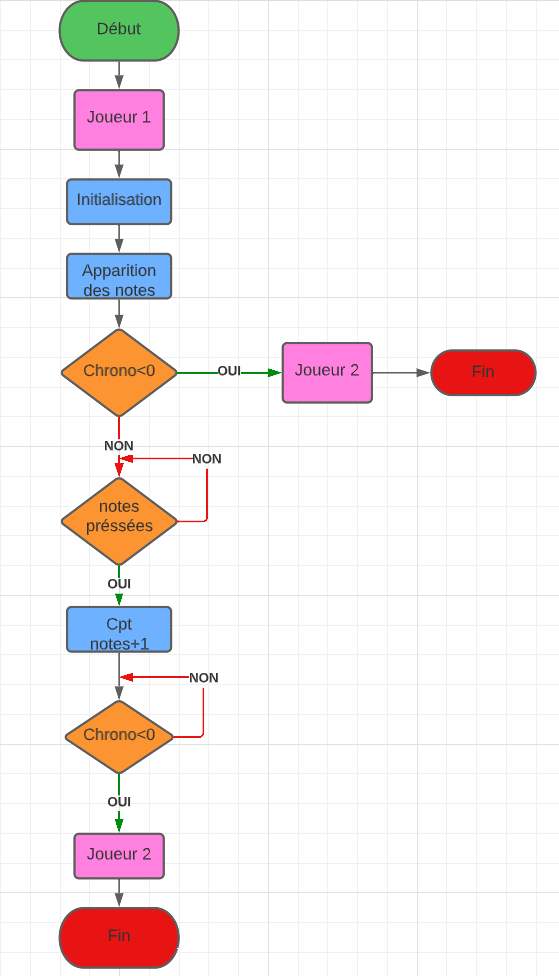 Début
Joueur 1
Initialisation
Apparition
des notes
Chrono<0
OUI
Joueur 2
Fin
NON
NON
notes
préssées
OUI
Cpt
notes+1
NON
Chrono<0
OUI
Joueur 2
Fin